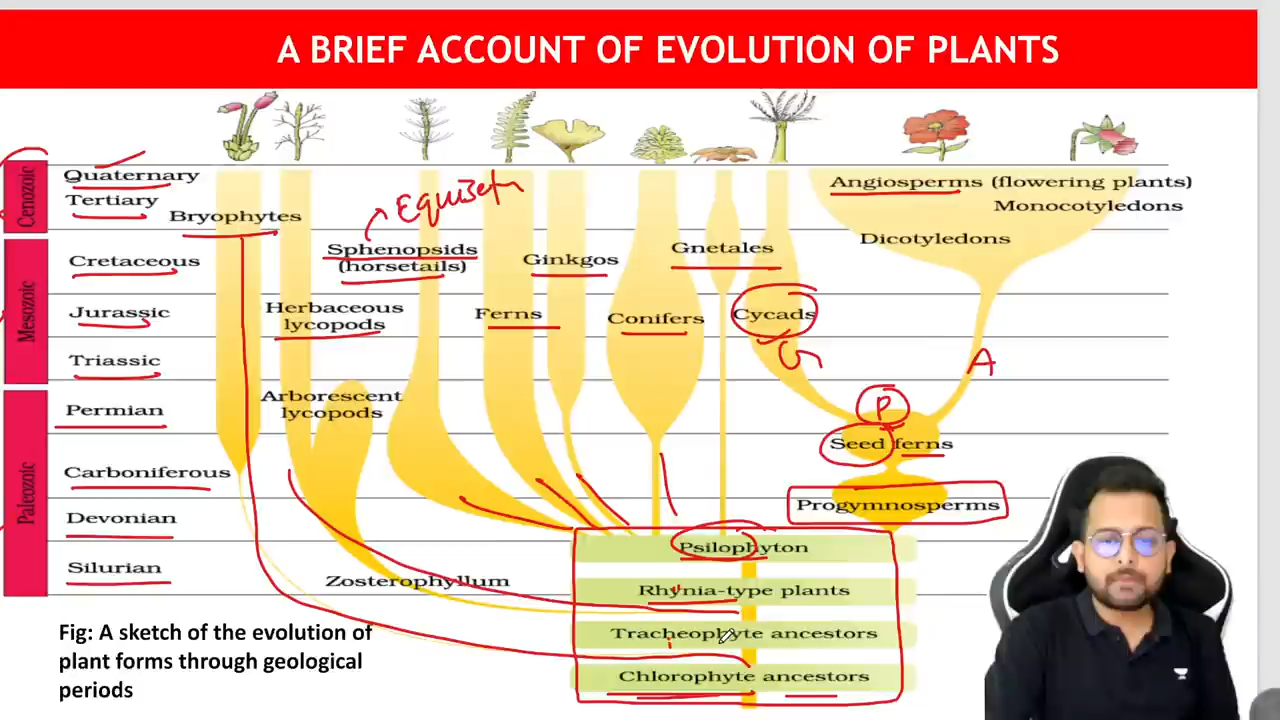 A BRIEF ACCOUNT OF EVOLUTION OF PLANTS
Cenozoic
Quaternary
Tertiary
Bryophytes
Angiosperms (flowering plants)
Monocotyledons
Dicotyledons
Mesozoic
Cretaceous
Sphenopsids
(horsetails)
Ginkgos
Gnetales
Jurassic
Herbaceous
lycopods
Ferns
Conifers
Cycads
G
A
Triassic
Paleozoic
Permian
Arborescent
lycopods
P
Seed ferns
Carboniferous
Progymnosperms
Devonian
Psilophyton
Silurian
Zosterophyllum
Rhynia-type plants
Tracheophyte ancestors
Chlorophyte ancestors
Fig: A sketch of the evolution of
plant forms through geological
periods